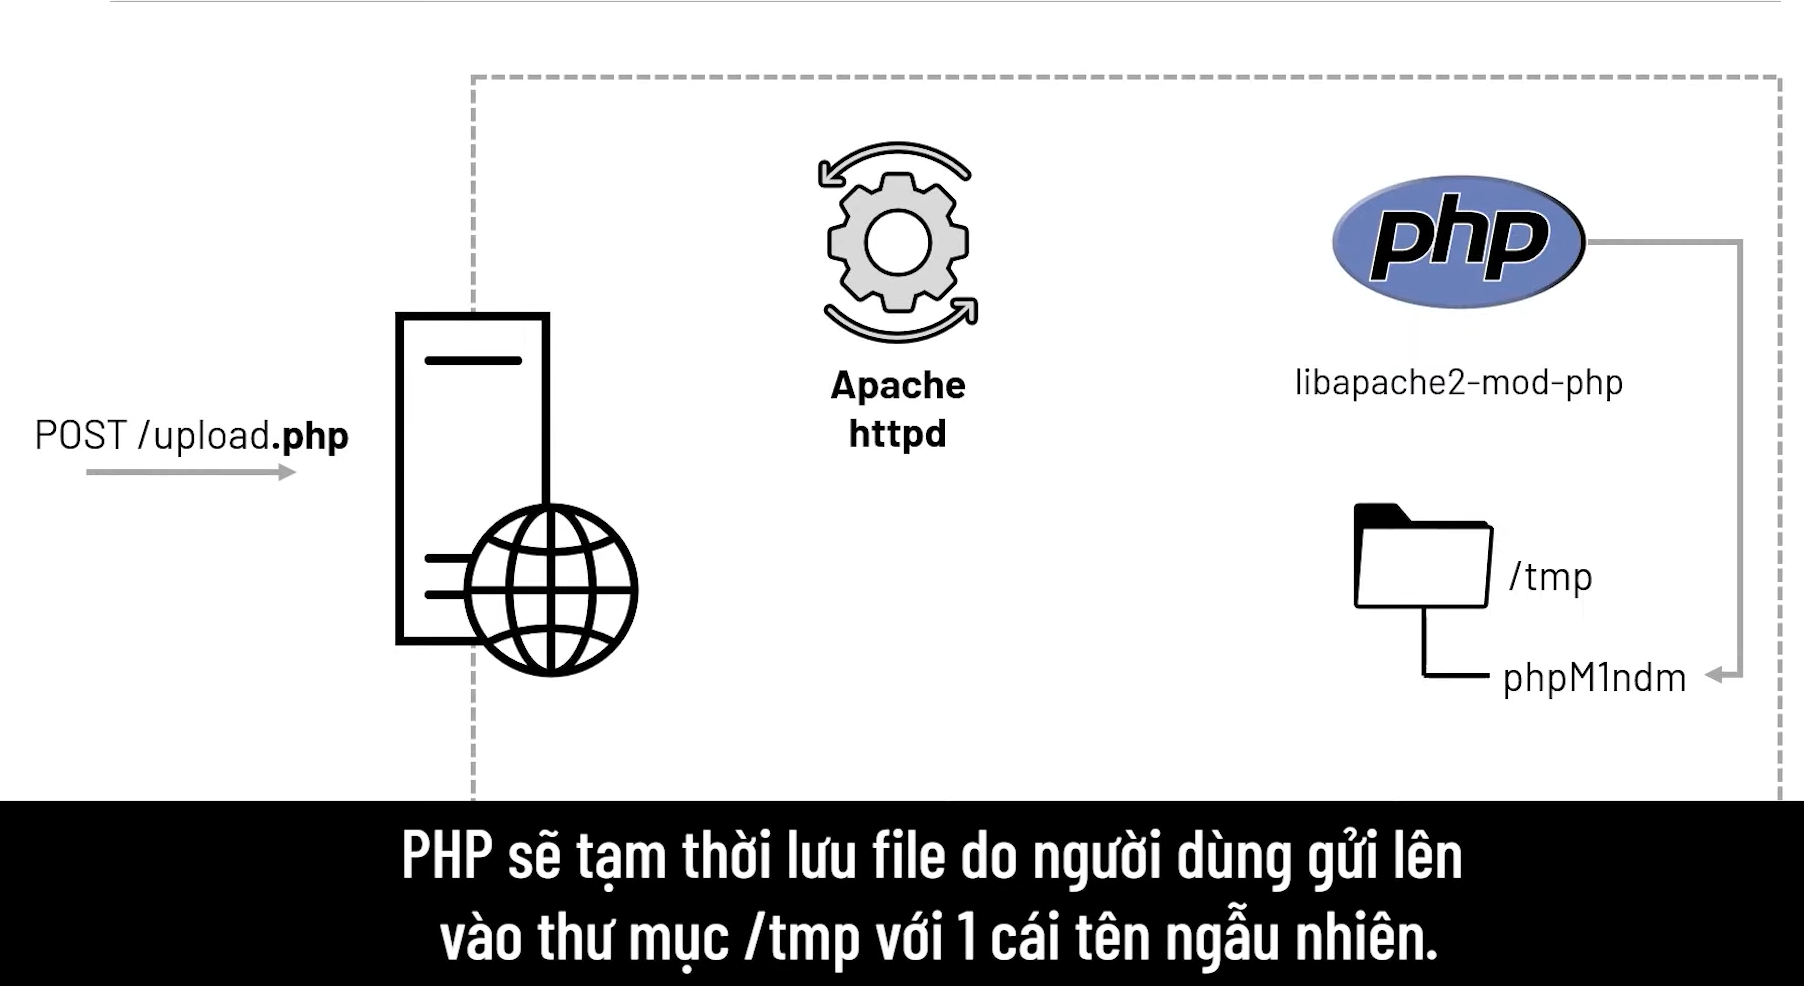 php
Apache
httpd
libapache2-mod-php
POST /upload.php
/tmp
phpM1ndm
PHP sẽ tạm thời lưu file do người dùng gửi lên
vào thư mục /tmp với 1 cái tên ngẫu nhiên.